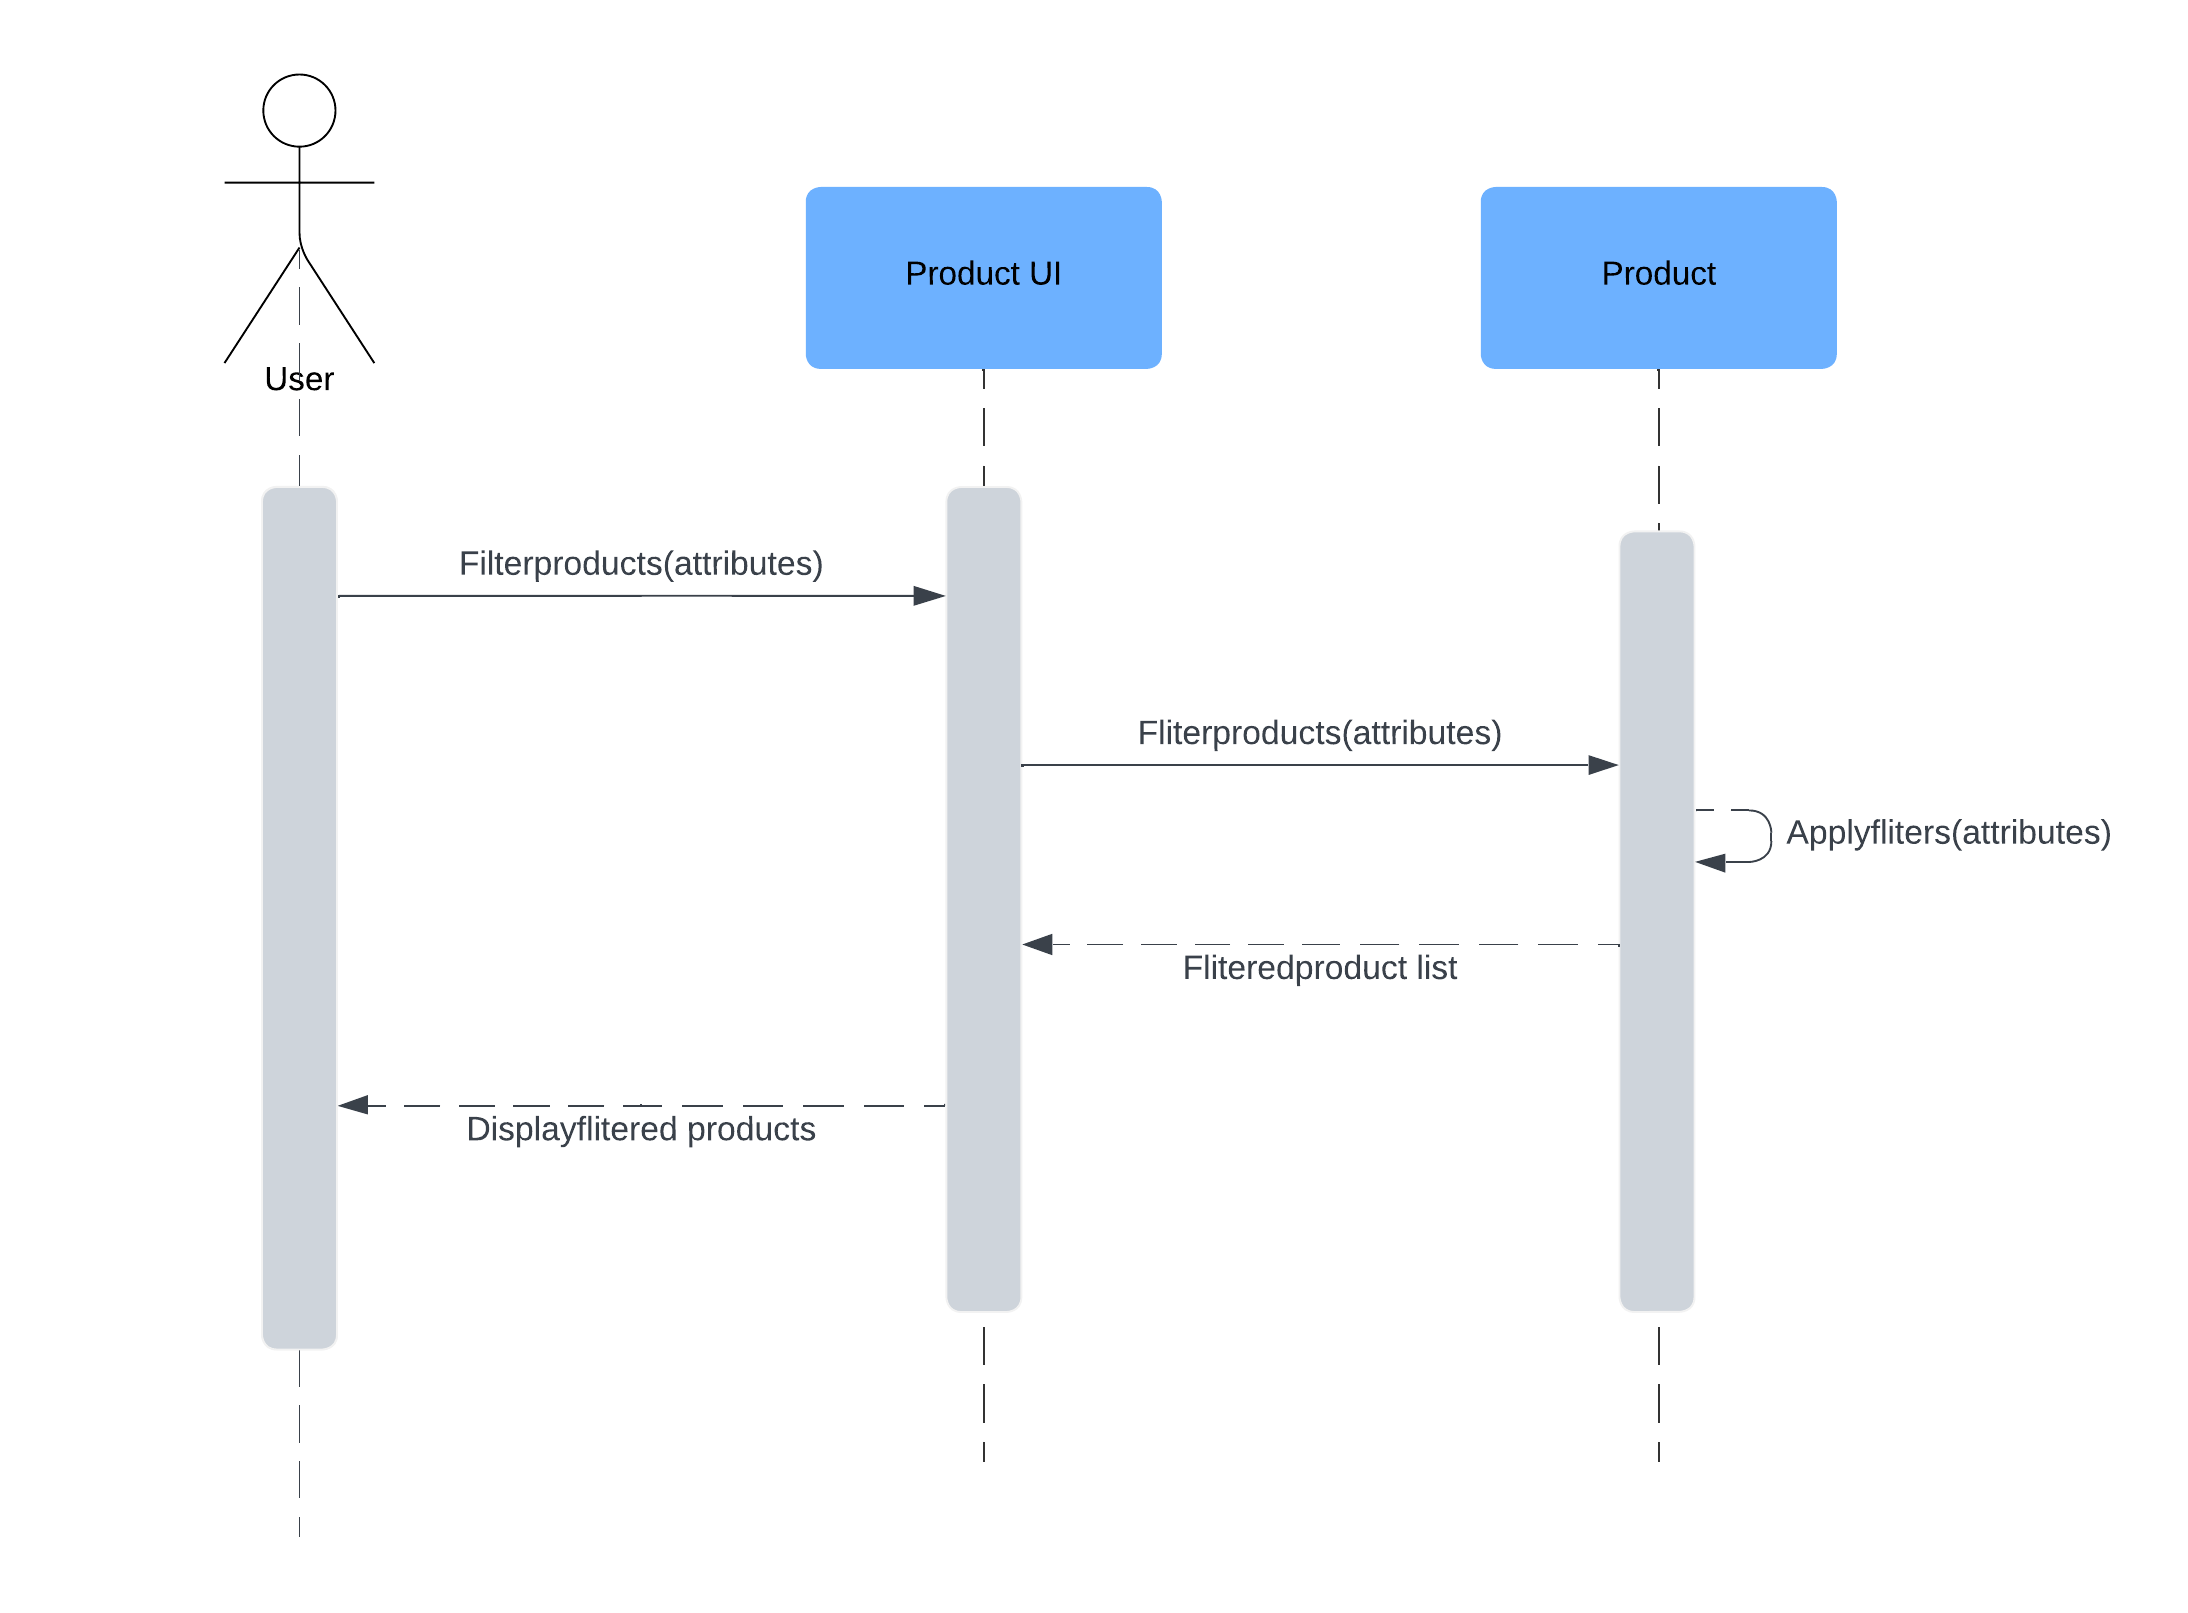 User
Product UI
Product
Filterproducts(attributes)
Fliterproducts(attributes)
Applyfliters(attributes)
Fliteredproduct list
Displayflitered products